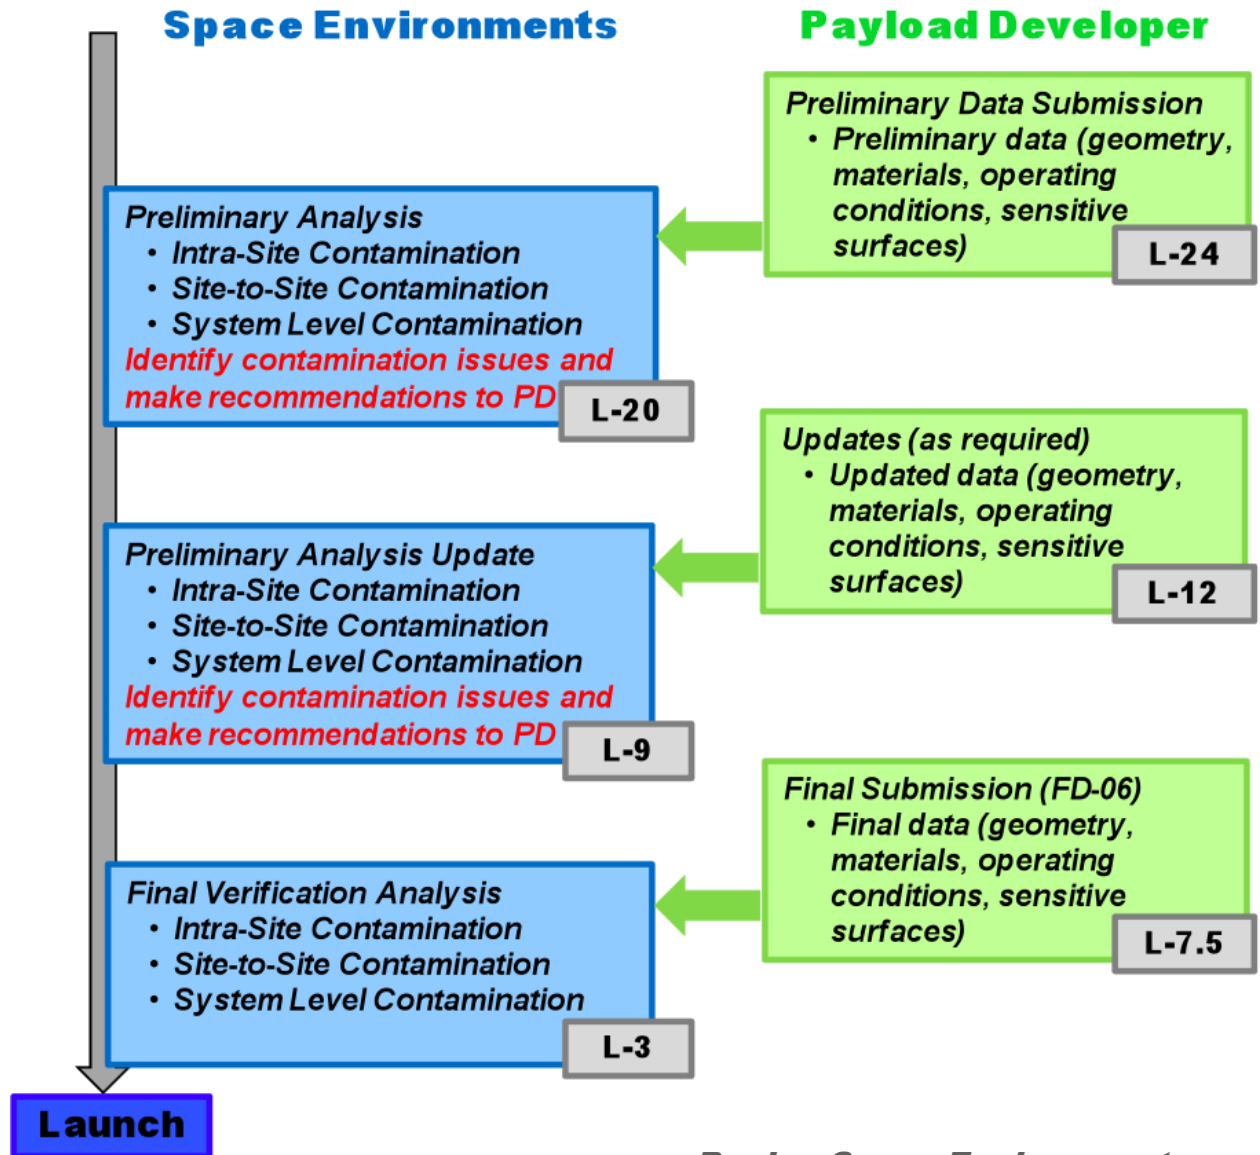 Space Environments
Payload Developer
Preliminary Data Submission
• Preliminary data (geometry,
materials, operating
conditions, sensitive
surfaces)
L-24
Preliminary Analysis
• Intra-Site Contamination
• Site-to-Site Contamination
• System Level Contamination
Identify contamination issues and
make recommendations to PD
L-20
Updates (as required)
• Updated data (geometry,
materials, operating
conditions, sensitive
surfaces)
L-12
Preliminary Analysis Update
• Intra-Site Contamination
• Site-to-Site Contamination
• System Level Contamination
Identify contamination issues and
make recommendations to PD
L-9
Final Submission (FD-06)
• Final data (geometry,
materials, operating
conditions, sensitive
surfaces)
L-7.5
Final Verification Analysis
• Intra-Site Contamination
• Site-to-Site Contamination
• System Level Contamination
L-3
Launch